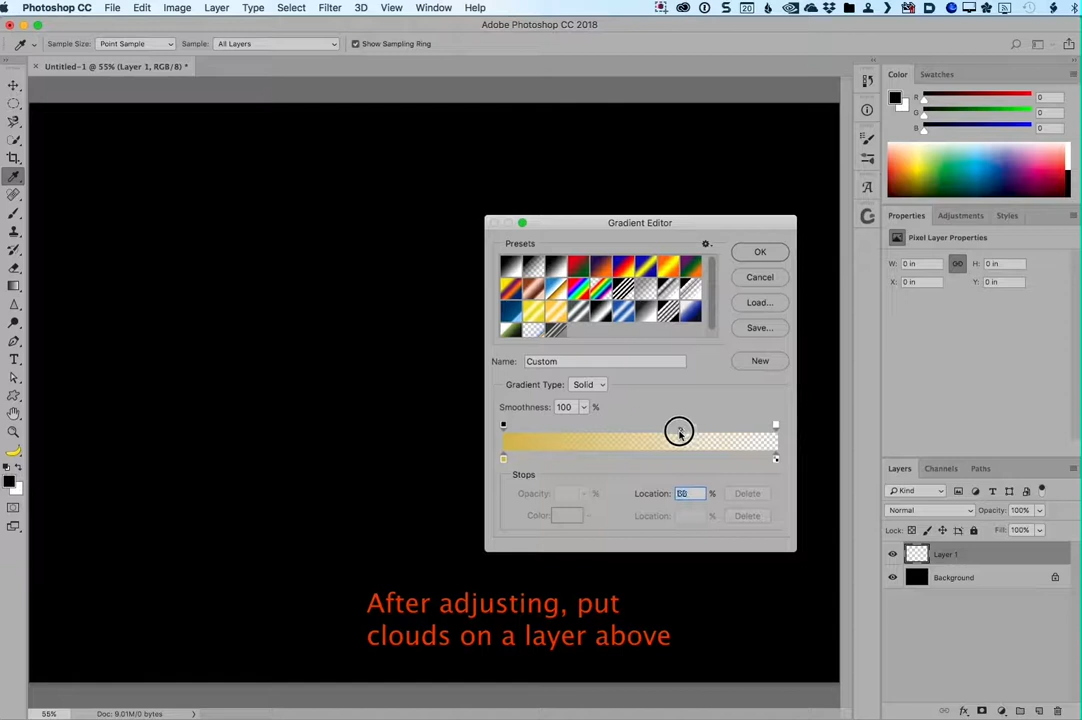 Photoshop CC File Edit Image Layer Type Select Filter 3D View Window Help
Adobe Photoshop CC 2018
Sample Size: Point Sample Sample: All Layers Show Sampling Ring
Untitled-1 @ 55% (Layer 1, RGB/8) *
Color Swatches
R 0
G 0
B 0
Properties Adjustments Styles
Pixel Layer Properties
W: 0 in H: 0 in
X: 0 in Y: 0 in
Gradient Editor
Presets
OK
Cancel
Load...
Save...
Name: Custom New
Gradient Type: Solid
Smoothness: 100 %
Stops
Opacity: % Location: % Delete
Color: Location: % Delete
After adjusting, put
clouds on a layer above
Layers Channels Paths
Kind
Normal Opacity: 100%
Lock: Fill: 100%
Layer 1
Background
55% Doc: 9.01M/0 bytes